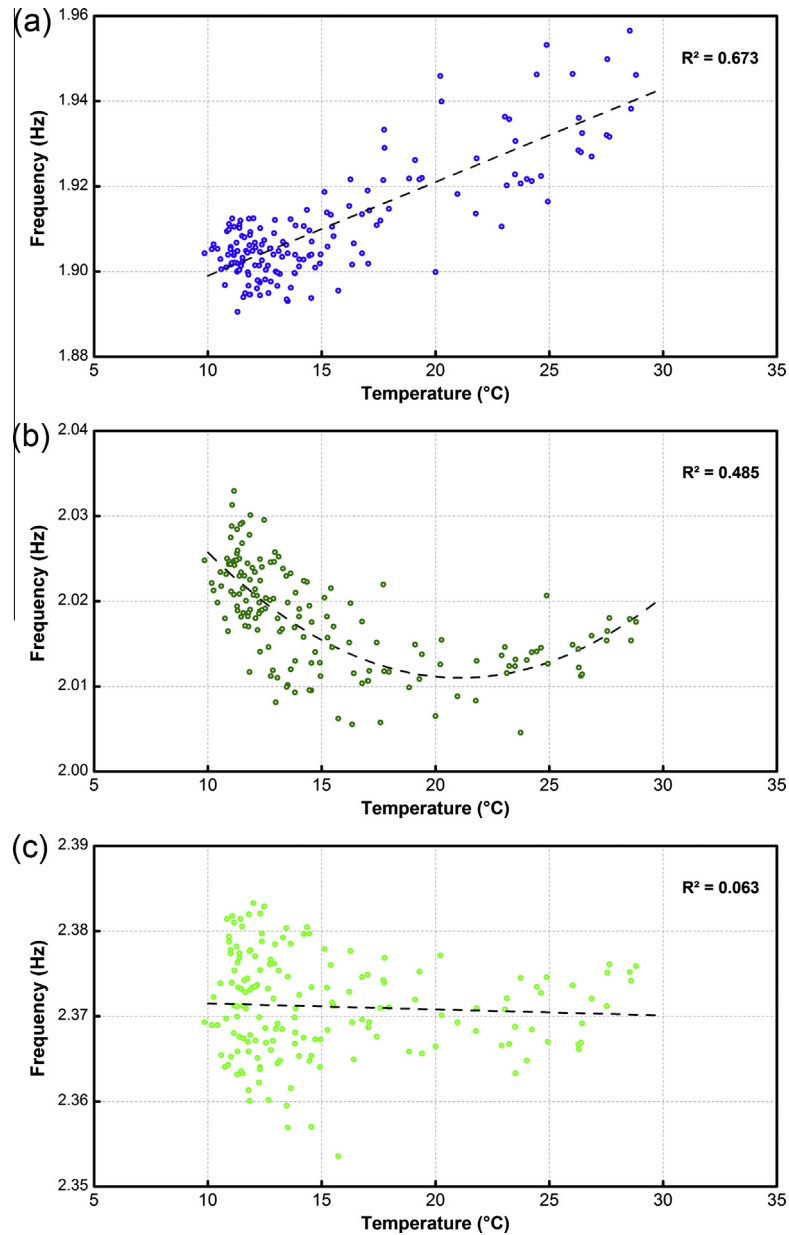 (a)
1.96
1.94
1.92
1.90
1.88
Frequency (Hz)
R² = 0.673
5 10 15 20 25 30 35
Temperature (°C)
(b)
2.04
2.03
2.02
2.01
2.00
Frequency (Hz)
R² = 0.485
5 10 15 20 25 30 35
Temperature (°C)
(c)
2.39
2.38
2.37
2.36
2.35
Frequency (Hz)
R² = 0.063
5 10 15 20 25 30 35
Temperature (°C)